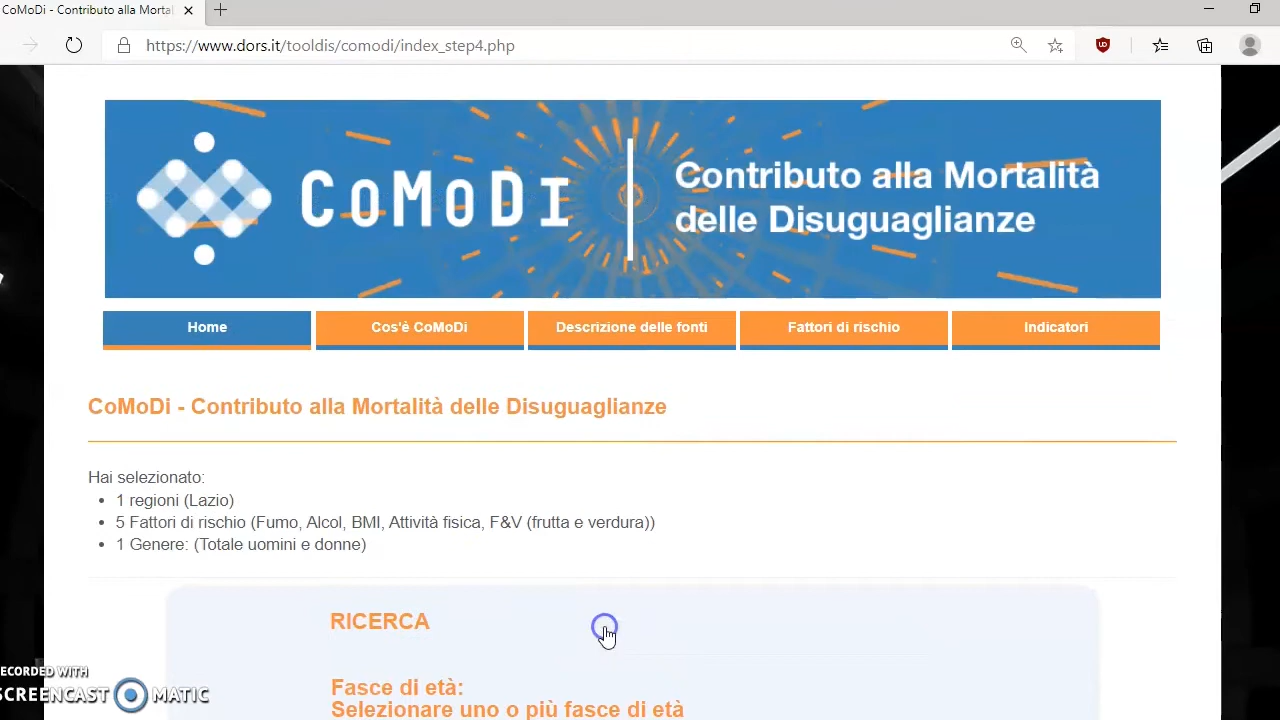 CoMoDi - Contributo alla Mortal
https://www.dors.it/tooldis/comodi/index_step4.php
CoMoDi
Contributo alla Mortalità
delle Disuguaglianze
Home
Cos'è CoMoDi
Descrizione delle fonti
Fattori di rischio
Indicatori
CoMoDi - Contributo alla Mortalità delle Disuguaglianze
Hai selezionato:
• 1 regioni (Lazio)
• 5 Fattori di rischio (Fumo, Alcol, BMI, Attività fisica, F&V (frutta e verdura))
• 1 Genere: (Totale uomini e donne)
RICERCA
Fasce di età:
Selezionare uno o più fasce di età
ECORDED WITH
SCREENCAST MATIC